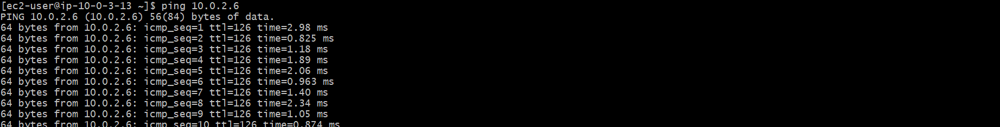 [ec2-user@ip-10-0-3-13 ~]$ ping 10.0.2.6
PING 10.0.2.6 (10.0.2.6) 56(84) bytes of data.
64 bytes from 10.0.2.6: icmp_seq=1 ttl=126 time=2.98 ms
64 bytes from 10.0.2.6: icmp_seq=2 ttl=126 time=0.825 ms
64 bytes from 10.0.2.6: icmp_seq=3 ttl=126 time=1.18 ms
64 bytes from 10.0.2.6: icmp_seq=4 ttl=126 time=1.89 ms
64 bytes from 10.0.2.6: icmp_seq=5 ttl=126 time=2.06 ms
64 bytes from 10.0.2.6: icmp_seq=6 ttl=126 time=0.963 ms
64 bytes from 10.0.2.6: icmp_seq=7 ttl=126 time=1.40 ms
64 bytes from 10.0.2.6: icmp_seq=8 ttl=126 time=2.34 ms
64 bytes from 10.0.2.6: icmp_seq=9 ttl=126 time=1.05 ms
64 bytes from 10.0.2.6: icmp_seq=10 ttl=126 time=0.874 ms